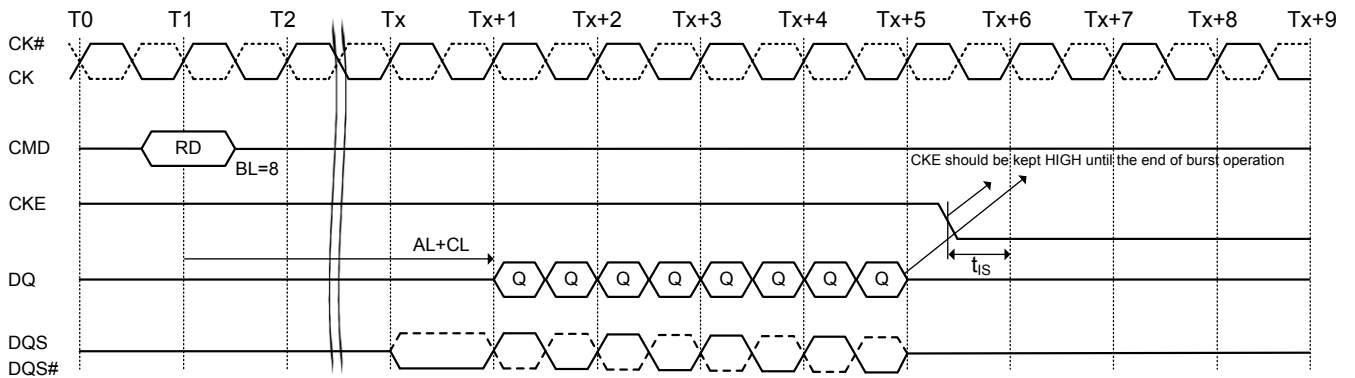 T0 T1 T2 Tx Tx+1 Tx+2 Tx+3 Tx+4 Tx+5 Tx+6 Tx+7 Tx+8 Tx+9
CK#
CK
CMD RD
BL=8
CKE should be kept HIGH until the end of burst operation
CKE
AL+CL
tIS
DQ Q Q Q Q Q Q Q Q
DQS
DQS#